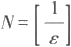 N = [ 1/ε ]